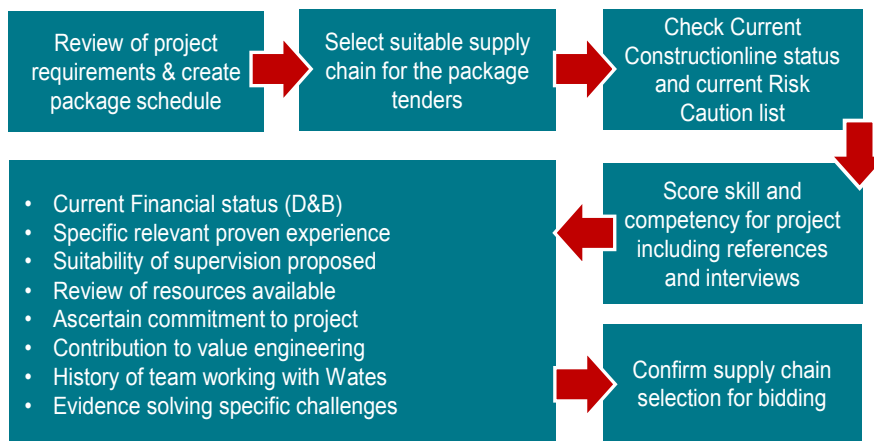 Review of project
requirements & create
package schedule
Select suitable supply
chain for the package
tenders
Check Current
Constructionline status
and current Risk
Caution list
Score skill and
competency for project
including references
and interviews
• Current Financial status (D&B)
• Specific relevant proven experience
• Suitability of supervision proposed
• Review of resources available
• Ascertain commitment to project
• Contribution to value engineering
• History of team working with Wates
• Evidence solving specific challenges
Confirm supply chain
selection for bidding